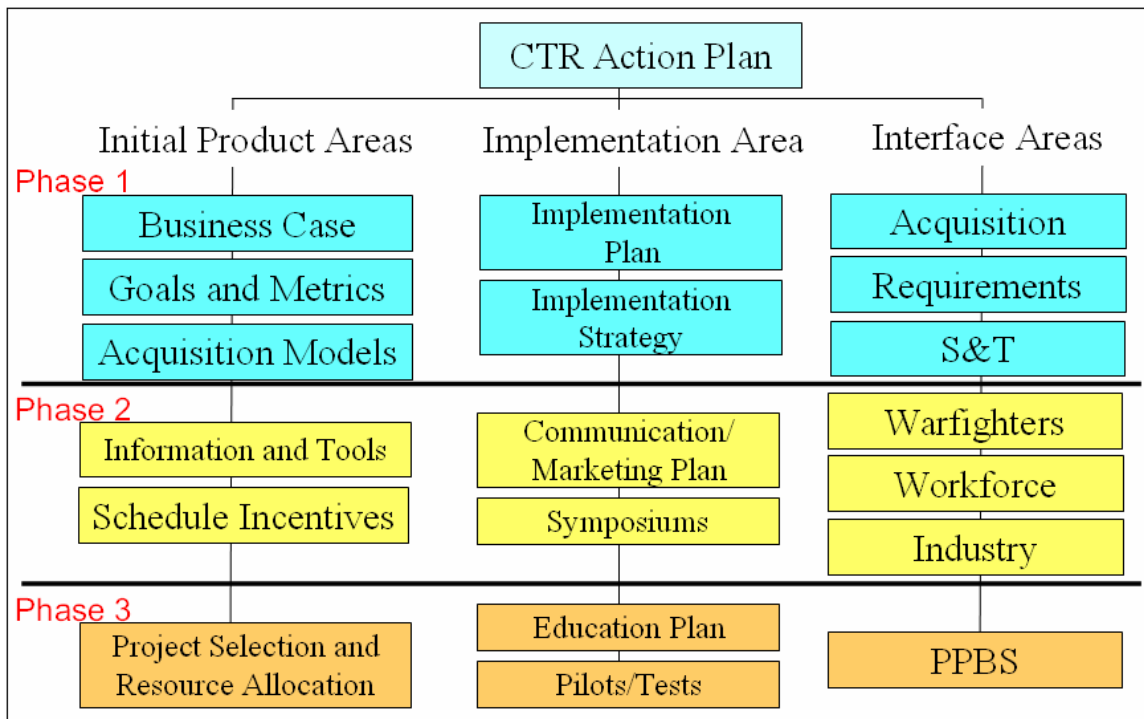 CTR Action Plan
Initial Product Areas
Implementation Area
Interface Areas
Phase 1
Business Case
Goals and Metrics
Acquisition Models
Implementation
Plan
Implementation
Strategy
Acquisition
Requirements
S&T
Phase 2
Information and Tools
Schedule Incentives
Communication/
Marketing Plan
Symposiums
Warfighters
Workforce
Industry
Phase 3
Project Selection and
Resource Allocation
Education Plan
Pilots/Tests
PPBS